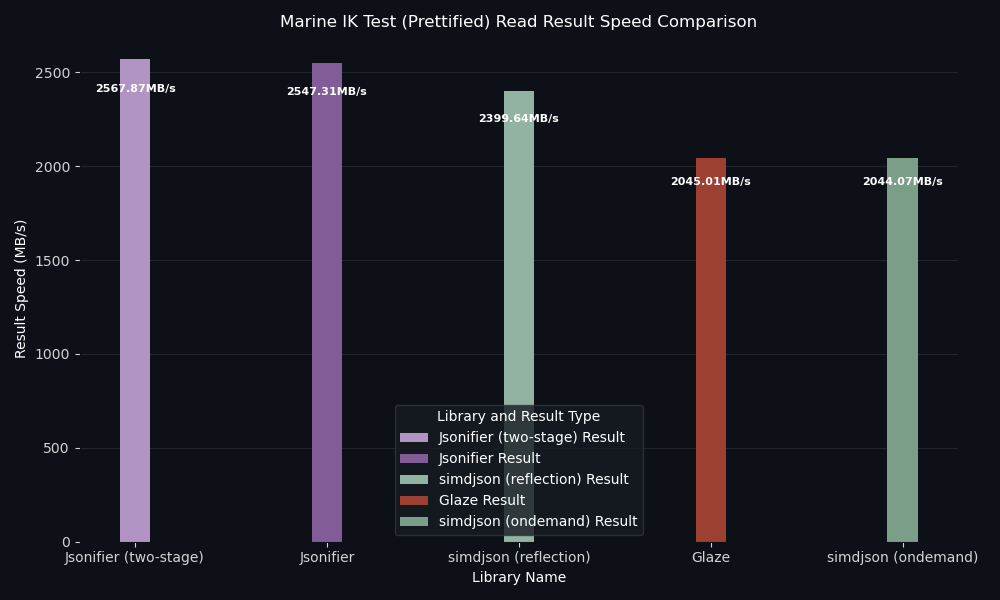 Marine IK Test (Prettified) Read Result Speed Comparison
Result Speed (MB/s)
2500
2000
1500
1000
500
0
2567.87MB/s
2547.31MB/s
2399.64MB/s
2045.01MB/s
2044.07MB/s
Library and Result Type
Jsonifier (two-stage) Result
Jsonifier Result
simdjson (reflection) Result
Glaze Result
simdjson (ondemand) Result
Jsonifier (two-stage)
Jsonifier
simdjson (reflection)
Glaze
simdjson (ondemand)
Library Name